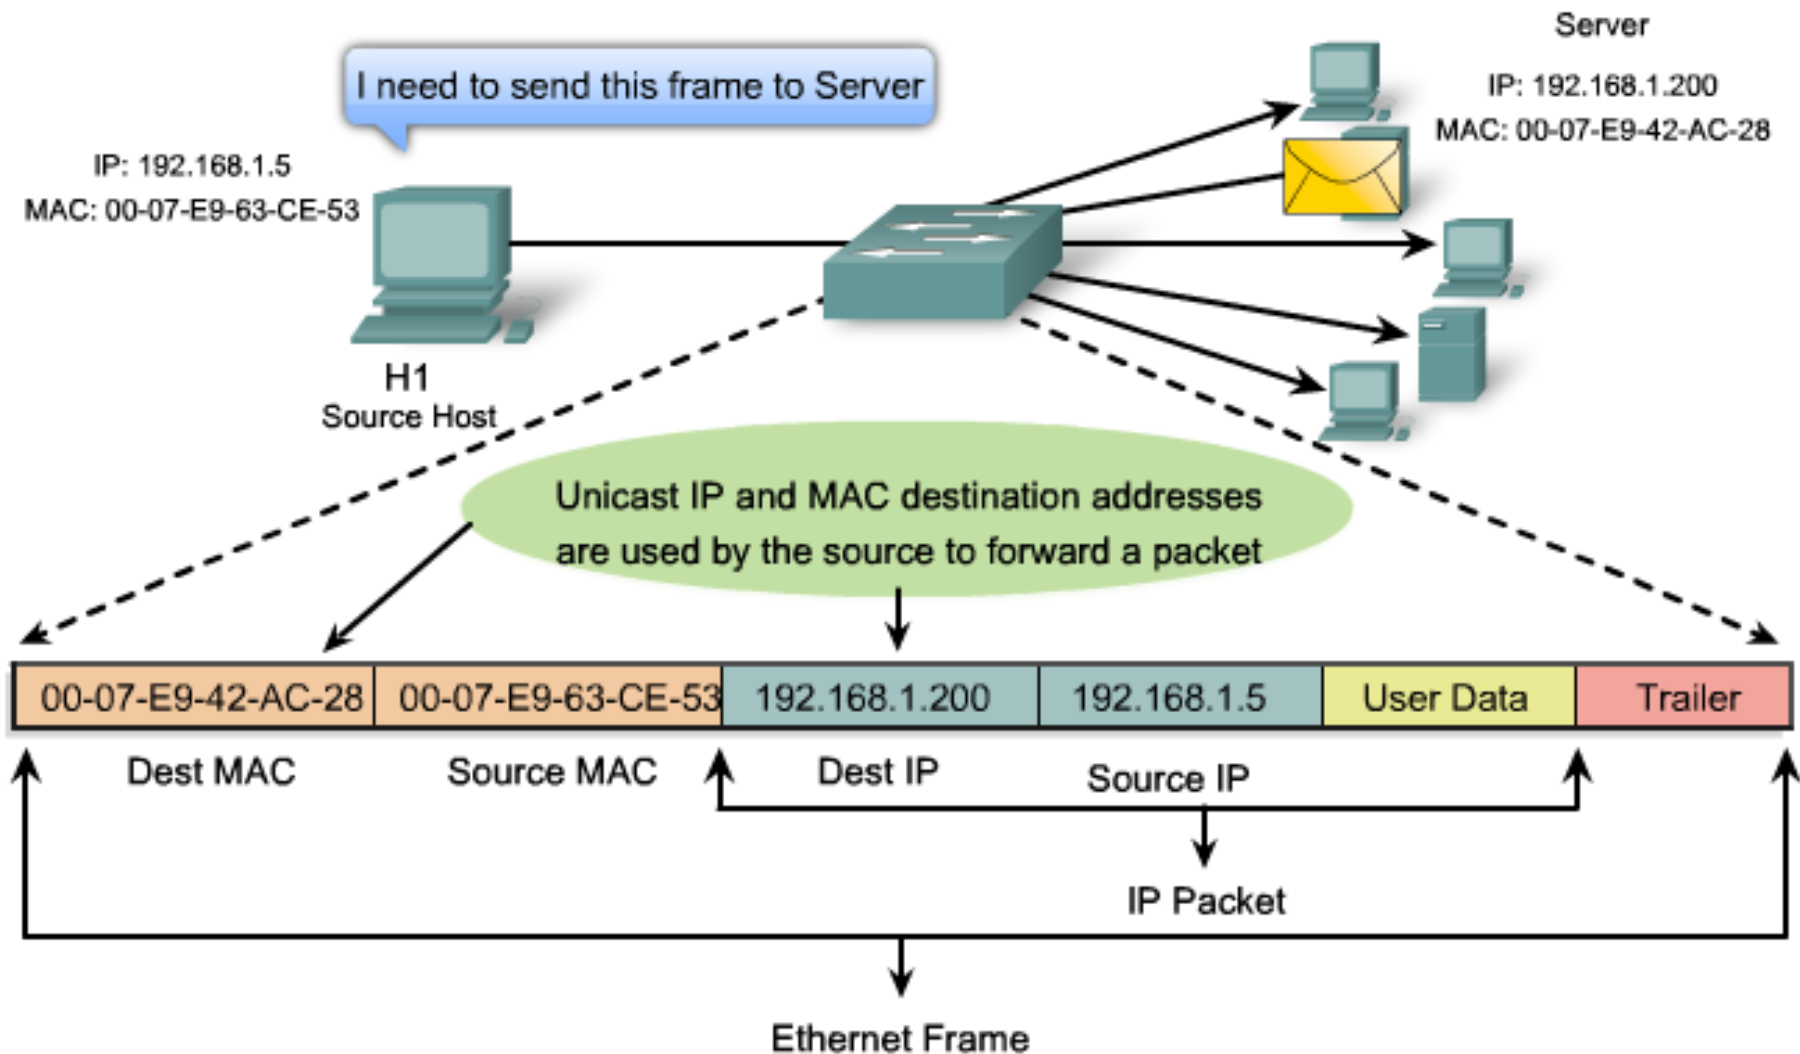 Server
IP: 192.168.1.200
MAC: 00-07-E9-42-AC-28
I need to send this frame to Server
IP: 192.168.1.5
MAC: 00-07-E9-63-CE-53
H1
Source Host
Unicast IP and MAC destination addresses
are used by the source to forward a packet
00-07-E9-42-AC-28 00-07-E9-63-CE-53 192.168.1.200 192.168.1.5 User Data Trailer
Dest MAC Source MAC Dest IP Source IP
IP Packet
Ethernet Frame